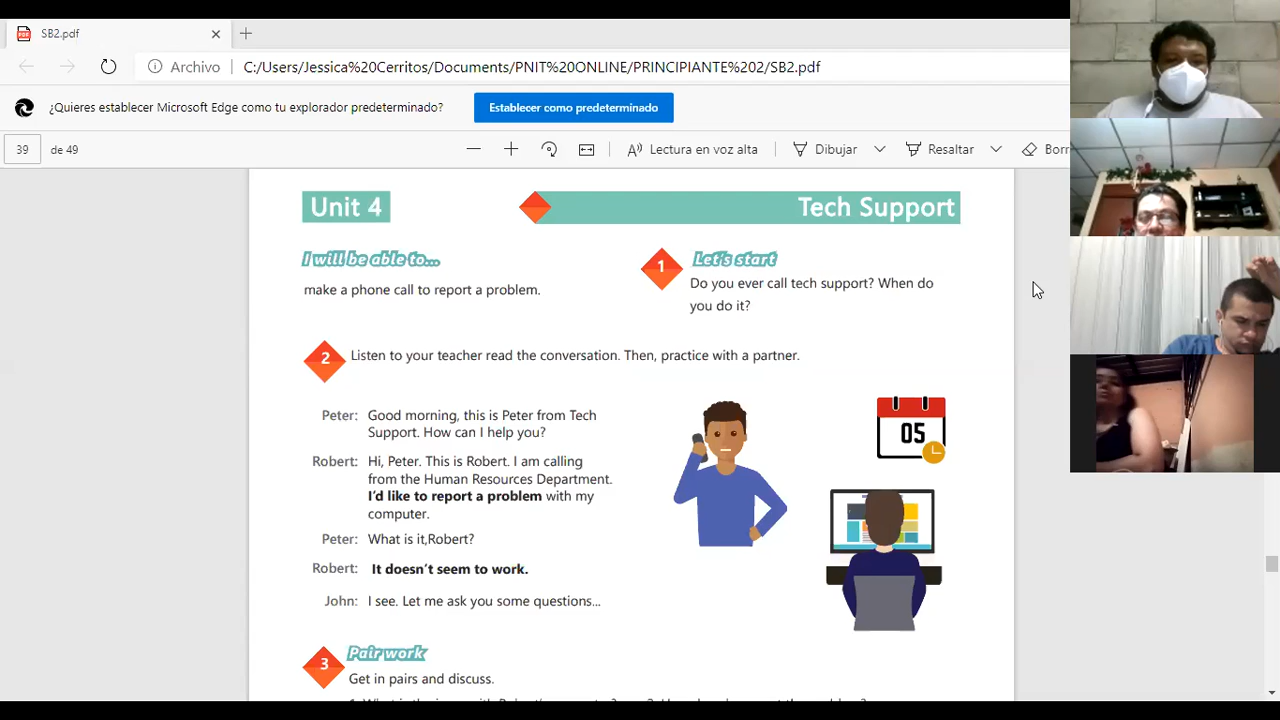 SB2.pdf
Archivo
C:/Users/Jessica%20Cerritos/Documents/PNIT%20ONLINE/PRINCIPIANTE%202/SB2.pdf
¿Quieres establecer Microsoft Edge como tu explorador predeterminado?
Establecer como predeterminado
39 de 49
Lectura en voz alta
Dibujar
Resaltar
Borr
Unit 4
Tech Support
I will be able to...
make a phone call to report a problem.
1 Let's start
Do you ever call tech support? When do
you do it?
2 Listen to your teacher read the conversation. Then, practice with a partner.
Peter: Good morning, this is Peter from Tech
Support. How can I help you?
Robert: Hi, Peter. This is Robert. I am calling
from the Human Resources Department.
I'd like to report a problem with my
computer.
Peter: What is it,Robert?
Robert: It doesn't seem to work.
John: I see. Let me ask you some questions...
05
3 Pair work
Get in pairs and discuss.